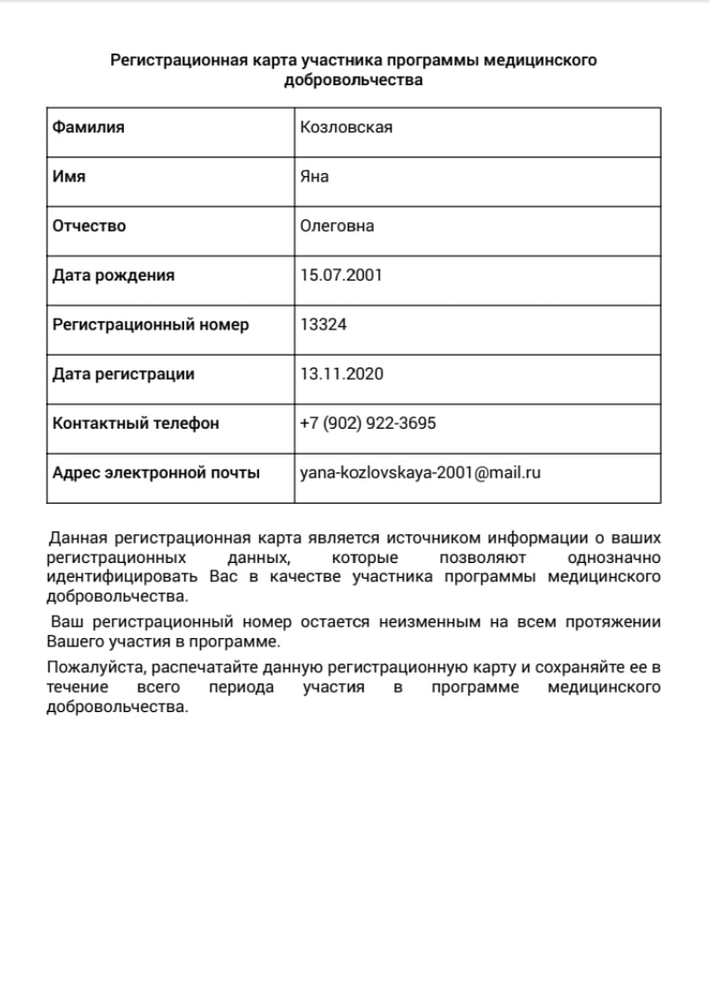 Регистрационная карта участника программы медицинского
добровольчества
Фамилия Козловская
Имя Яна
Отчество Олеговна
Дата рождения 15.07.2001
Регистрационный номер 13324
Дата регистрации 13.11.2020
Контактный телефон +7 (902) 922-3695
Адрес электронной почты yana-kozlovskaya-2001@mail.ru
Данная регистрационная карта является источником информации о ваших
регистрационных данных, которые позволяют однозначно
идентифицировать Вас в качестве участника программы медицинского
добровольчества.
Ваш регистрационный номер остается неизменным на всем протяжении
Вашего участия в программе.
Пожалуйста, распечатайте данную регистрационную карту и сохраняйте ее в
течение всего периода участия в программе медицинского
добровольчества.